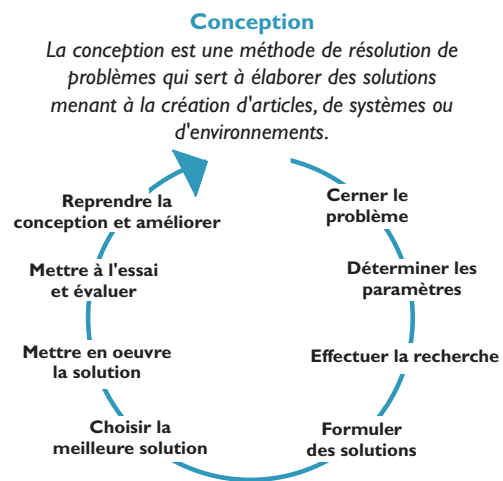 Conception
La conception est une méthode de résolution de
problèmes qui sert à élaborer des solutions
menant à la création d'articles, de systèmes ou
d'environnements.
Cerner le
problème
Déterminer les
paramètres
Effectuer la recherche
Formuler
des solutions
Choisir la
meilleure solution
Mettre en oeuvre
la solution
Mettre à l'essai
et évaluer
Reprendre la
conception et améliorer